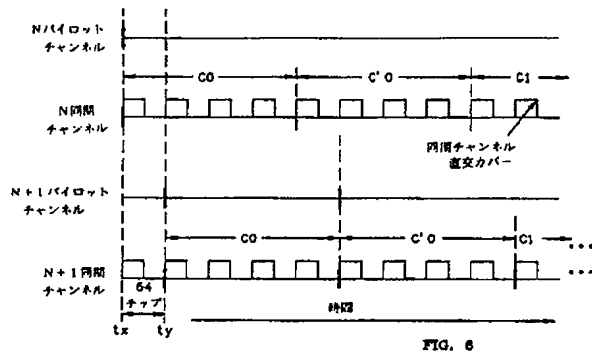 Nパイロット
チャンネル
C0
C'0
C1
N同期
チャンネル
同期チャンネル
直交カバー
N+1パイロット
チャンネル
C0
C'0
C1
N+1同期
チャンネル
64
チップ
tx
ty
時間
FIG. 6